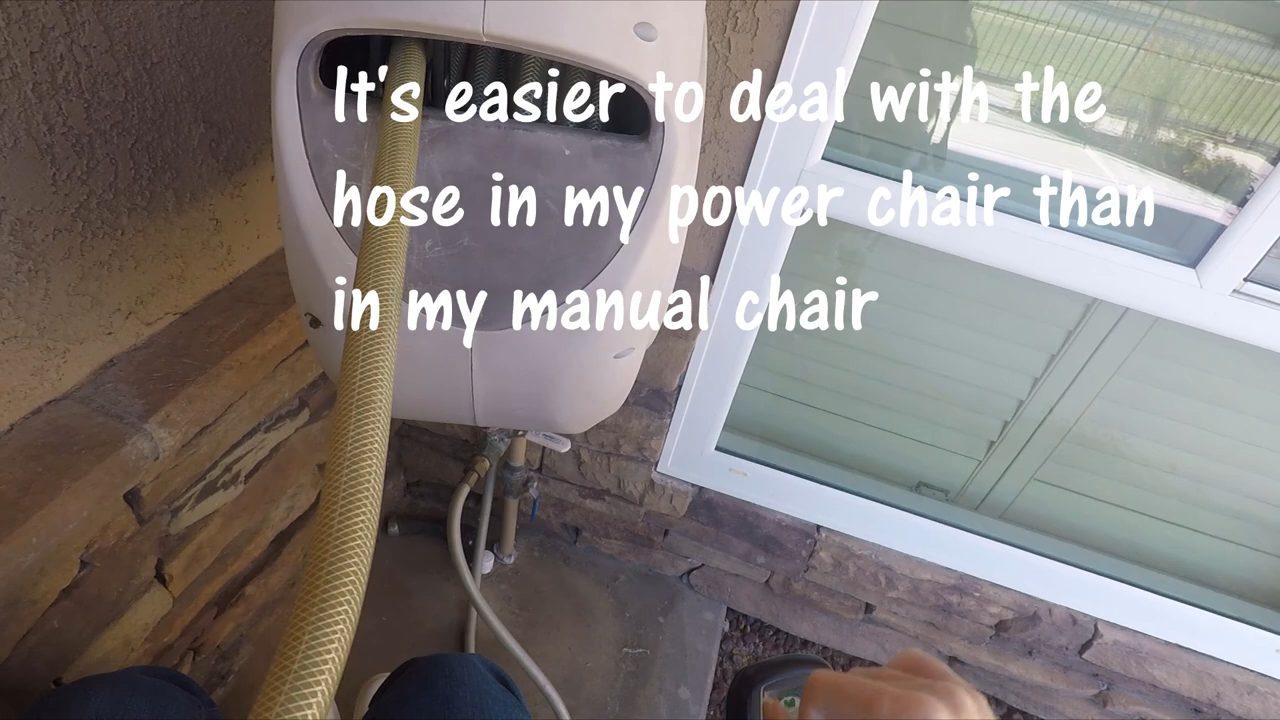 It's easier to deal with the
hose in my power chair than
in my manual chair